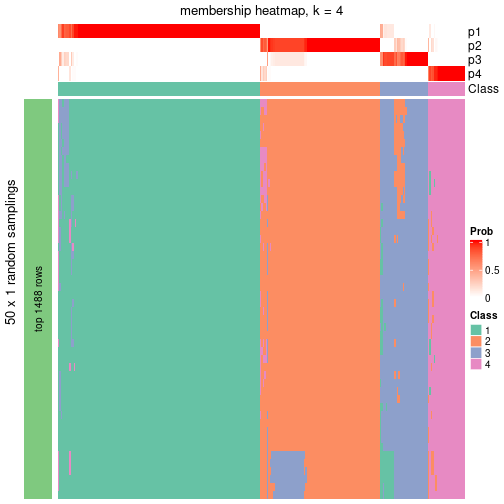 membership heatmap, k = 4
p1
p2
p3
p4
Class
50 x 1 random samplings
top 1488 rows
Prob
1
0.5
0
Class
1
2
3
4